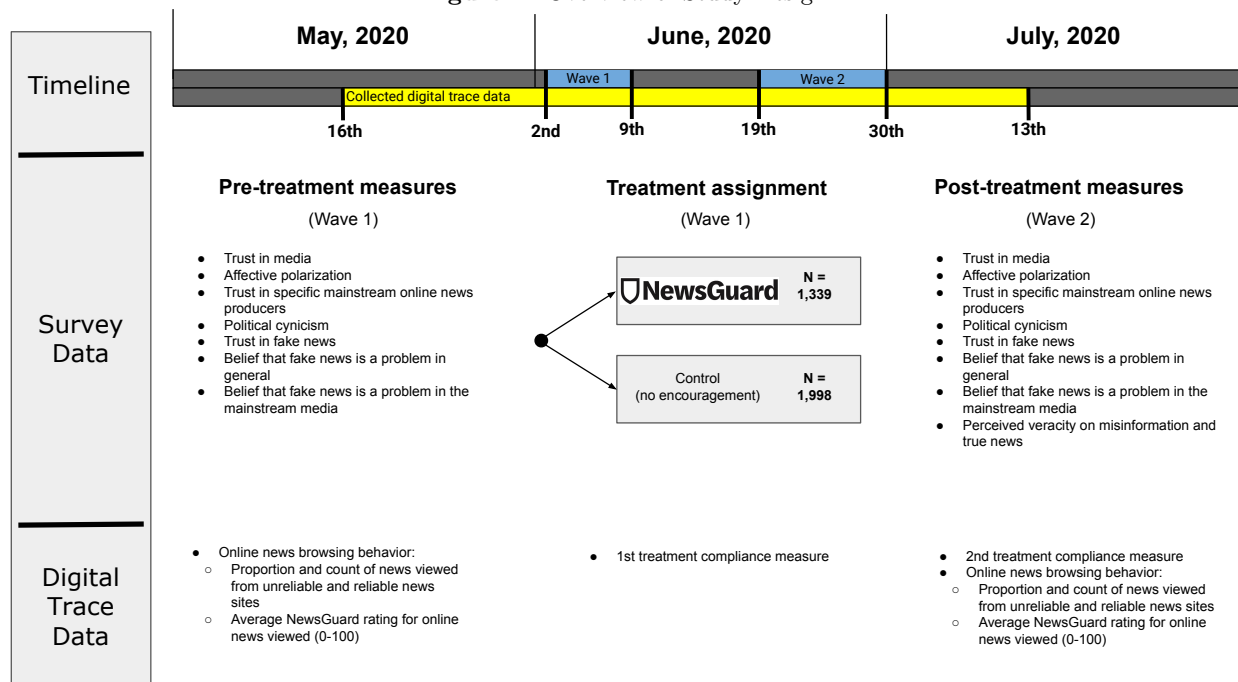 May, 2020
June, 2020
July, 2020
Timeline
Wave 1
Wave 2
Collected digital trace data
16th
2nd
9th
19th
30th
13th
Survey
Data
Pre-treatment measures
(Wave 1)
● Trust in media
● Affective polarization
● Trust in specific mainstream online news
producers
● Political cynicism
● Trust in fake news
● Belief that fake news is a problem in
general
● Belief that fake news is a problem in the
mainstream media
Treatment assignment
(Wave 1)
NewsGuard
N =
1,339
Control
(no encouragement)
N =
1,998
Post-treatment measures
(Wave 2)
● Trust in media
● Affective polarization
● Trust in specific mainstream online news
producers
● Political cynicism
● Trust in fake news
● Belief that fake news is a problem in
general
● Belief that fake news is a problem in the
mainstream media
● Perceived veracity on misinformation and
true news
Digital
Trace
Data
● Online news browsing behavior:
○ Proportion and count of news viewed
from unreliable and reliable news
sites
○ Average NewsGuard rating for online
news viewed (0-100)
● 1st treatment compliance measure
● 2nd treatment compliance measure
● Online news browsing behavior:
○ Proportion and count of news viewed
from unreliable and reliable news sites
○ Average NewsGuard rating for online
news viewed (0-100)